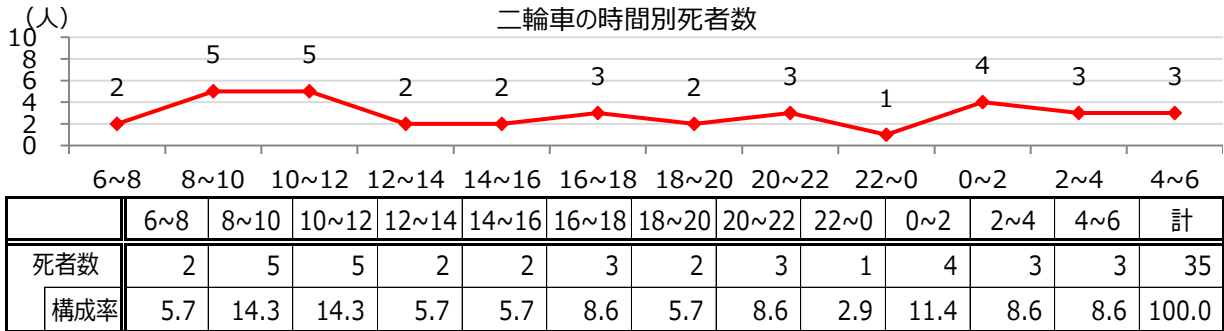 (人)
二輪車の時間別死者数
10
8
6
4
2
0
2 5 5 2 2 3 2 3 1 4 3 3
6~8 8~10 10~12 12~14 14~16 16~18 18~20 20~22 22~0 0~2 2~4 4~6
6~8 8~10 10~12 12~14 14~16 16~18 18~20 20~22 22~0 0~2 2~4 4~6 計
死者数 2 5 5 2 2 3 2 3 1 4 3 3 35
構成率 5.7 14.3 14.3 5.7 5.7 8.6 5.7 8.6 2.9 11.4 8.6 8.6 100.0